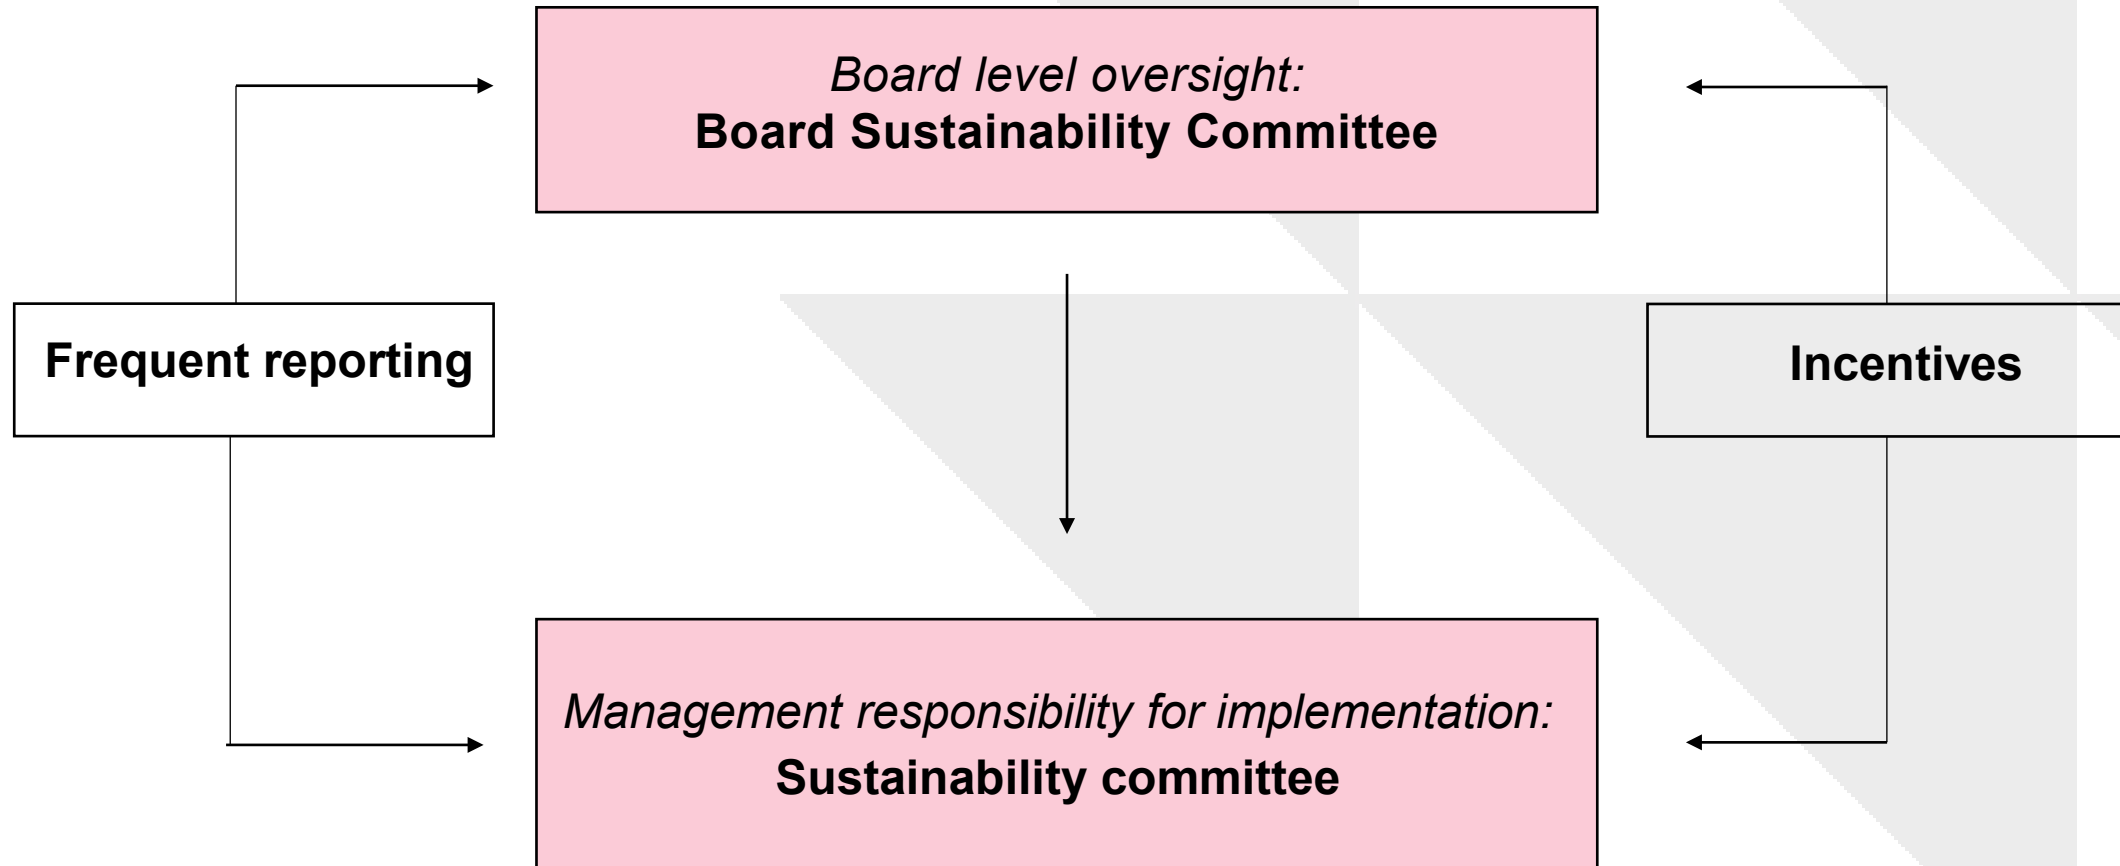 Board level oversight:
Board Sustainability Committee
Frequent reporting
Incentives
Management responsibility for implementation:
Sustainability committee